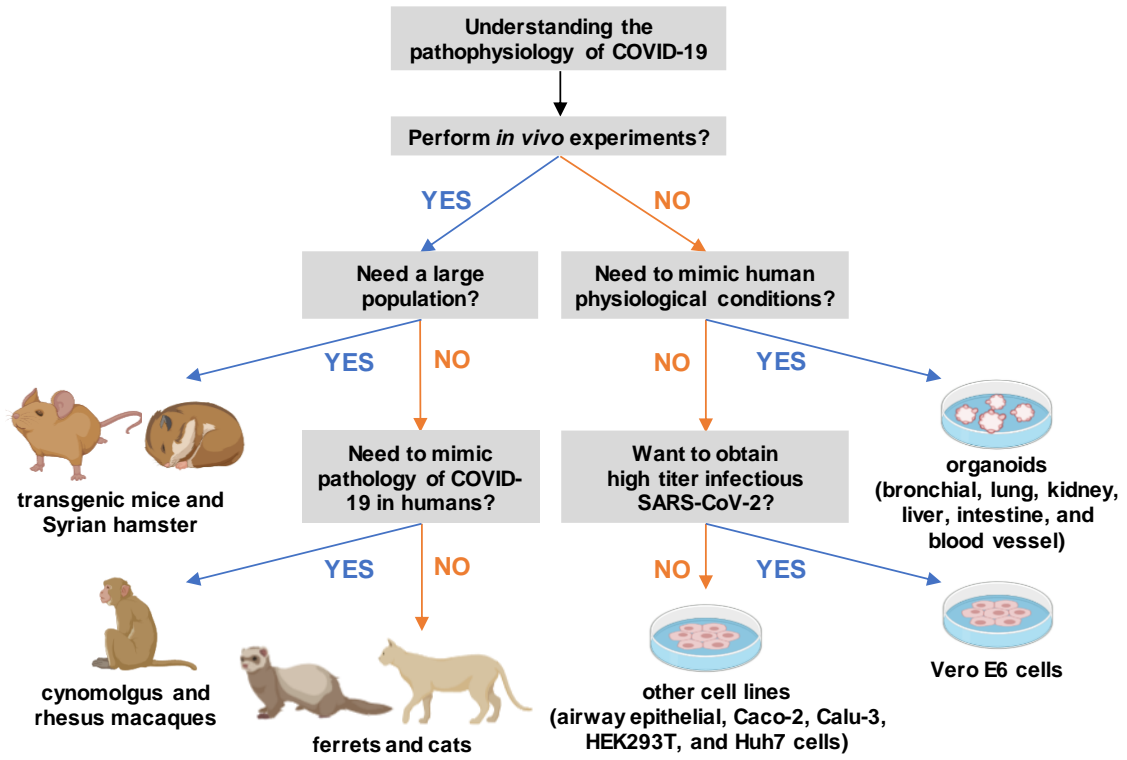 Understanding the
pathophysiology of COVID-19
Perform in vivo experiments?
YES
NO
Need a large
population?
Need to mimic human
physiological conditions?
YES
NO
NO
YES
transgenic mice and
Syrian hamster
Need to mimic
pathology of COVID-
19 in humans?
Want to obtain
high titer infectious
SARS-CoV-2?
organoids
(bronchial, lung, kidney,
liver, intestine, and
blood vessel)
YES
NO
NO
YES
cynomolgus and
rhesus macaques
ferrets and cats
other cell lines
(airway epithelial, Caco-2, Calu-3,
HEK293T, and Huh7 cells)
Vero E6 cells